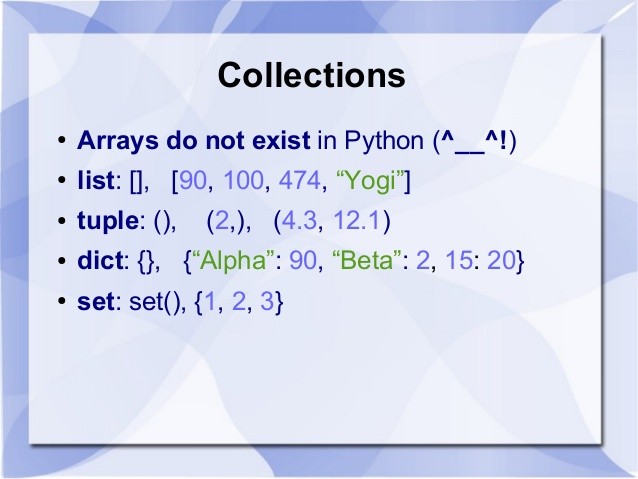 Collections
• Arrays do not exist in Python (^__^!)
• list: [], [90, 100, 474, “Yogi”]
• tuple: (), (2,), (4.3, 12.1)
• dict: {}, {“Alpha”: 90, “Beta”: 2, 15: 20}
• set: set(), {1, 2, 3}